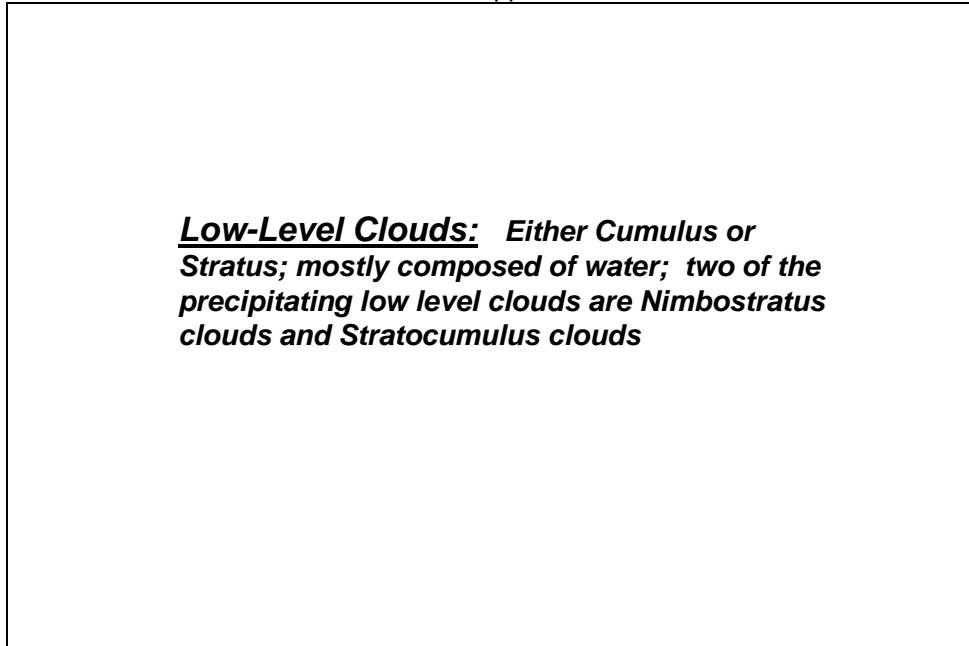 Low-Level Clouds: Either Cumulus or
Stratus; mostly composed of water; two of the
precipitating low level clouds are Nimbostratus
clouds and Stratocumulus clouds